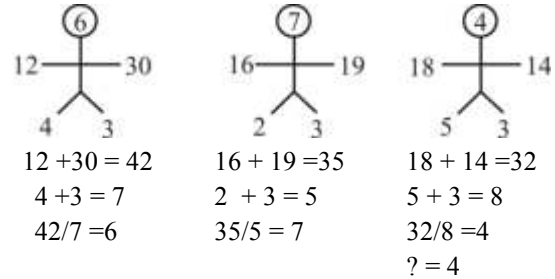 6 7 4
12 30 16 19 18 14
4 3 2 3 5 3
12 +30 = 42 16 + 19 =35 18 + 14 =32
4 +3 = 7 2 + 3 = 5 5 + 3 = 8
42/7 =6 35/5 = 7 32/8 =4
? = 4